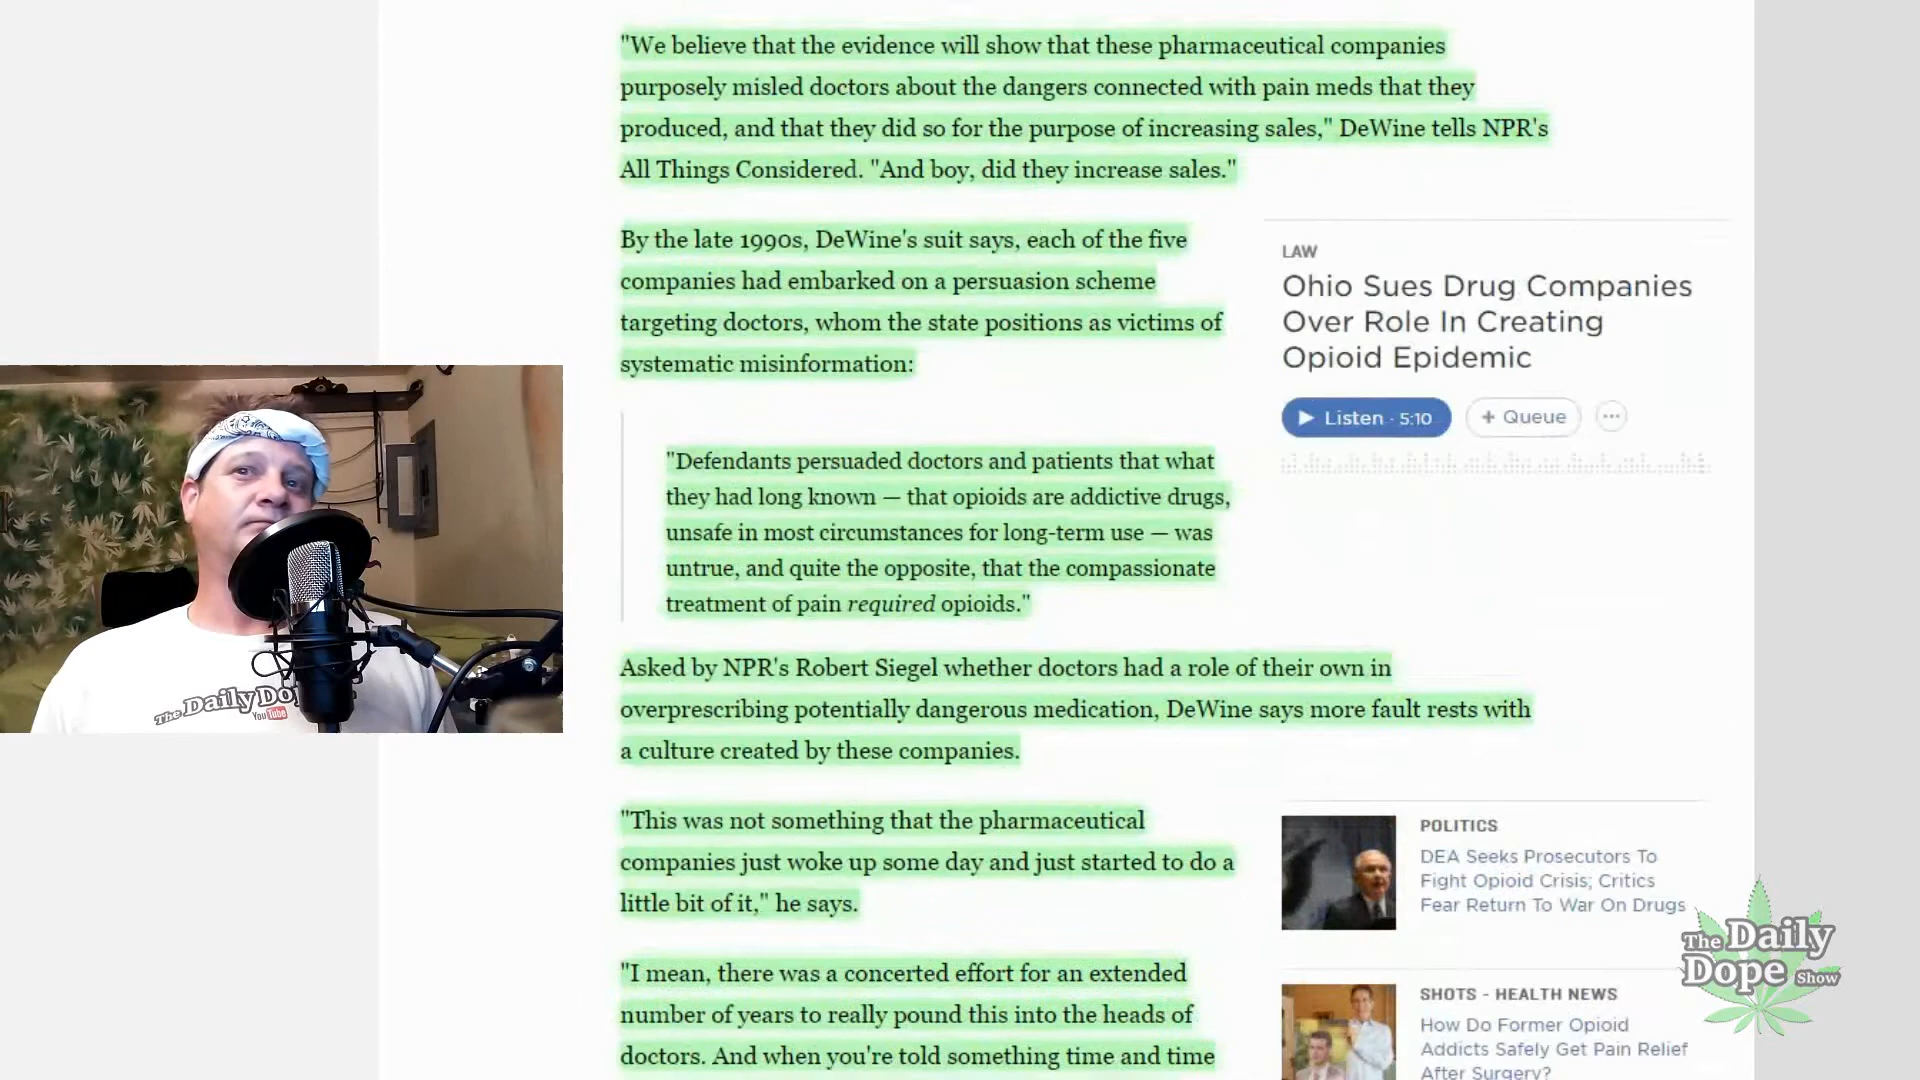 "We believe that the evidence will show that these pharmaceutical companies
purposely misled doctors about the dangers connected with pain meds that they
produced, and that they did so for the purpose of increasing sales," DeWine tells NPR's
All Things Considered. "And boy, did they increase sales."
By the late 1990s, DeWine's suit says, each of the five
companies had embarked on a persuasion scheme
targeting doctors, whom the state positions as victims of
systematic misinformation:
"Defendants persuaded doctors and patients that what
they had long known — that opioids are addictive drugs,
unsafe in most circumstances for long-term use — was
untrue, and quite the opposite, that the compassionate
treatment of pain required opioids."
Asked by NPR's Robert Siegel whether doctors had a role of their own in
overprescribing potentially dangerous medication, DeWine says more fault rests with
a culture created by these companies.
"This was not something that the pharmaceutical
companies just woke up some day and just started to do a
little bit of it," he says.
"I mean, there was a concerted effort for an extended
number of years to really pound this into the heads of
doctors. And when you're told something time and time
LAW
Ohio Sues Drug Companies
Over Role In Creating
Opioid Epidemic
Listen · 5:10
+ Queue
POLITICS
DEA Seeks Prosecutors To
Fight Opioid Crisis; Critics
Fear Return To War On Drugs
SHOTS - HEALTH NEWS
How Do Former Opioid
Addicts Safely Get Pain Relief
After Surgery?
The Daily
Dope Show
The Daily Do
YouTube